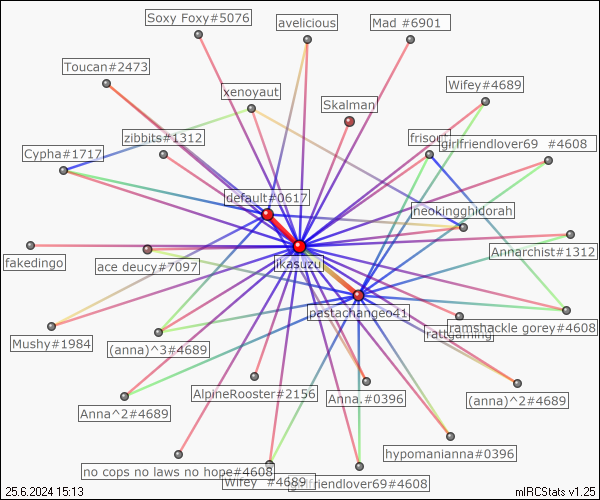 Soxy Foxy#5076
avelicious
Mad #6901
Toucan#2473
xenoyaut
Wifey#4689
Skalman
zibbits#1312
frisou
girlfriendlover69 #4608
Cypha#1717
default#0617
neokingghidorah
Annarchist#1312
ikasuzu
fakedingo
ace deucy#7097
pastachangeo41
ramshackle gorey#4608
Mushy#1984
(anna)^3#4689
AlpineRooster#2156
Anna.#0396
(anna)^2#4689
Anna^2#4689
hypomanianna#0396
no cops no laws no hope#4608
Wifey #4689
girlfriendlover69#4608
25.6.2024 15:13
mIRCStats v1.25